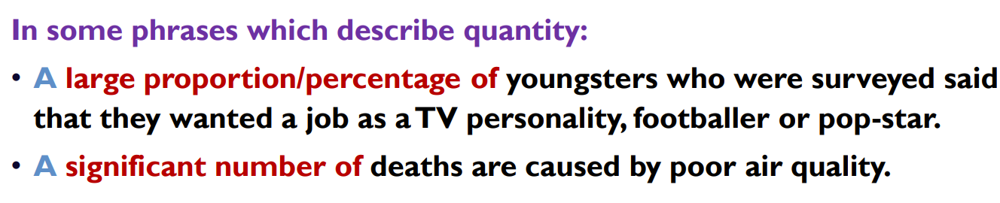 In some phrases which describe quantity:
• A large proportion/percentage of youngsters who were surveyed said
that they wanted a job as a TV personality, footballer or pop-star.
• A significant number of deaths are caused by poor air quality.